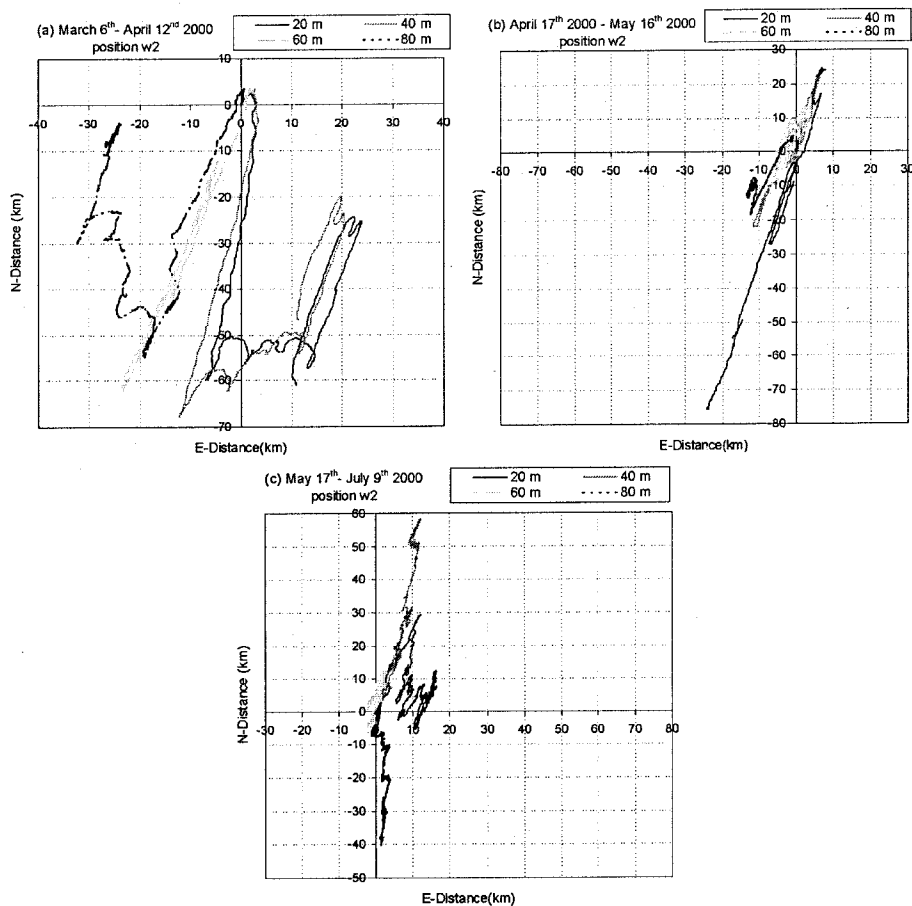 (a) March 6th- April 12nd 2000
position w2
20 m
40 m
60 m
80 m
10
0
-10
-20
-30
-40
-50
-60
-70
-40
-30
-20
-10
0
10
20
30
40
N-Distance (km)
E-Distance(km)
(b) April 17th 2000 - May 16th 2000
position w2
20 m
40 m
60 m
80 m
30
20
10
0
-10
-20
-30
-40
-50
-60
-70
-80
-80
-70
-60
-50
-40
-30
-20
-10
0
10
20
30
N-Distance (km)
E-Distance(km)
(c) May 17th- July 9th 2000
position w2
20 m
40 m
60 m
80 m
60
50
40
30
20
10
0
-10
-20
-30
-40
-50
-30
-20
-10
0
10
20
30
40
50
60
70
80
N-Distance (km)
E-Distance(km)